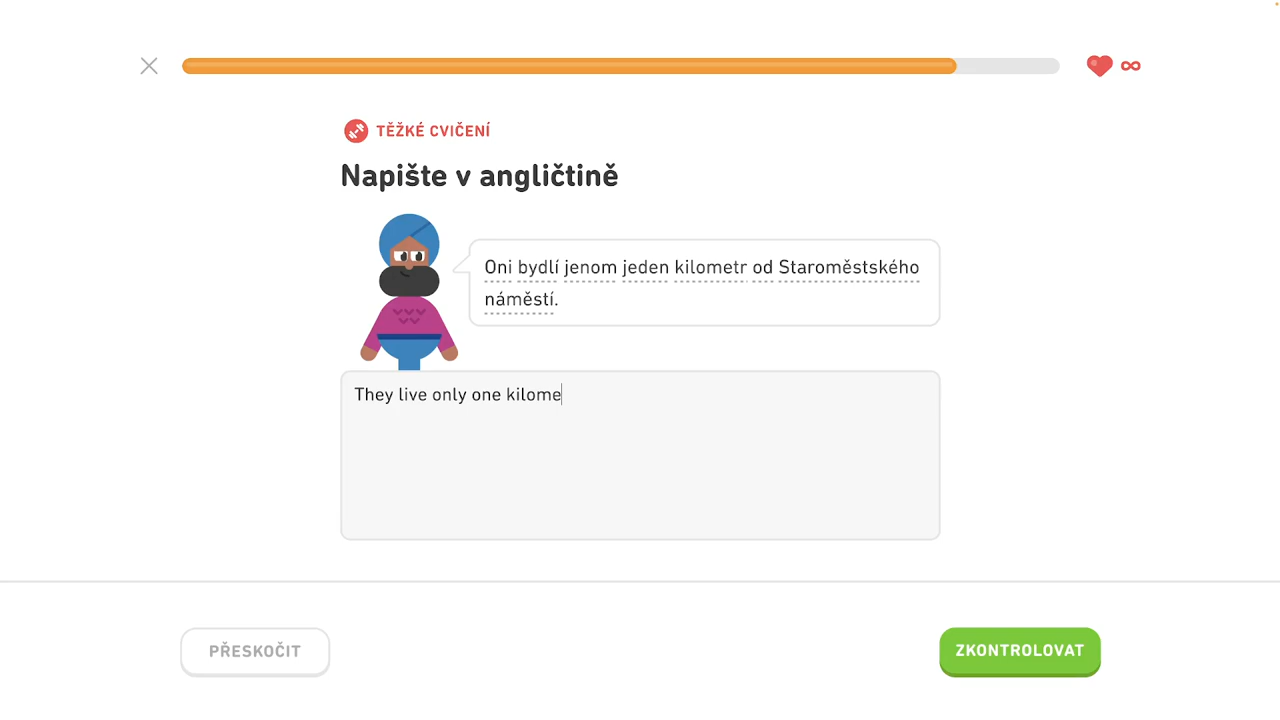 ∞
TĚŽKÉ CVIČENÍ
Napište v angličtině
Oni bydlí jenom jeden kilometr od Staroměstského
náměstí.
They live only one kilome
PŘESKOČIT
ZKONTROLOVAT